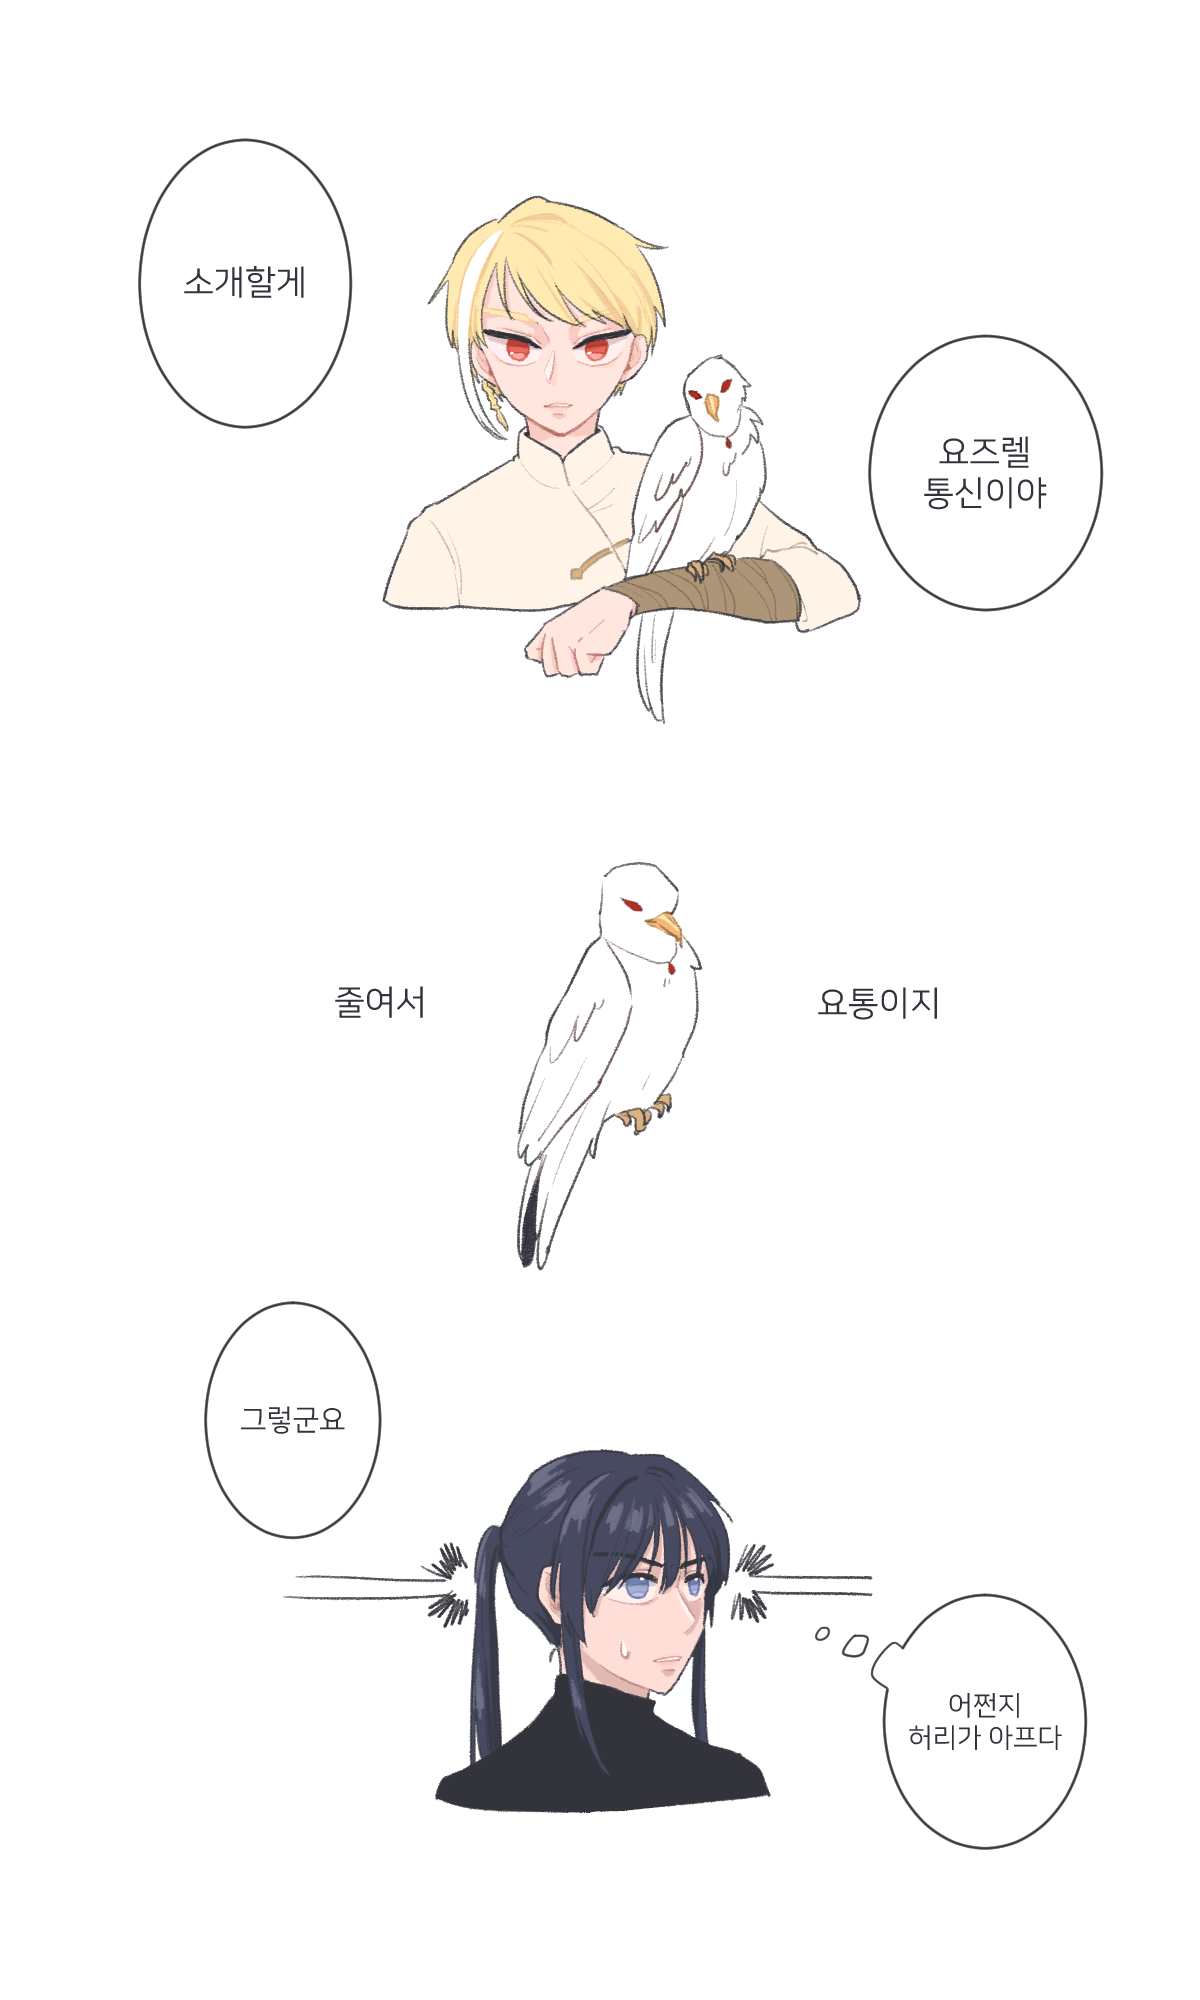 소개할게
요즈렐
통신이야
줄여서
요통이지
그렇군요
어쩐지
허리가 아프다